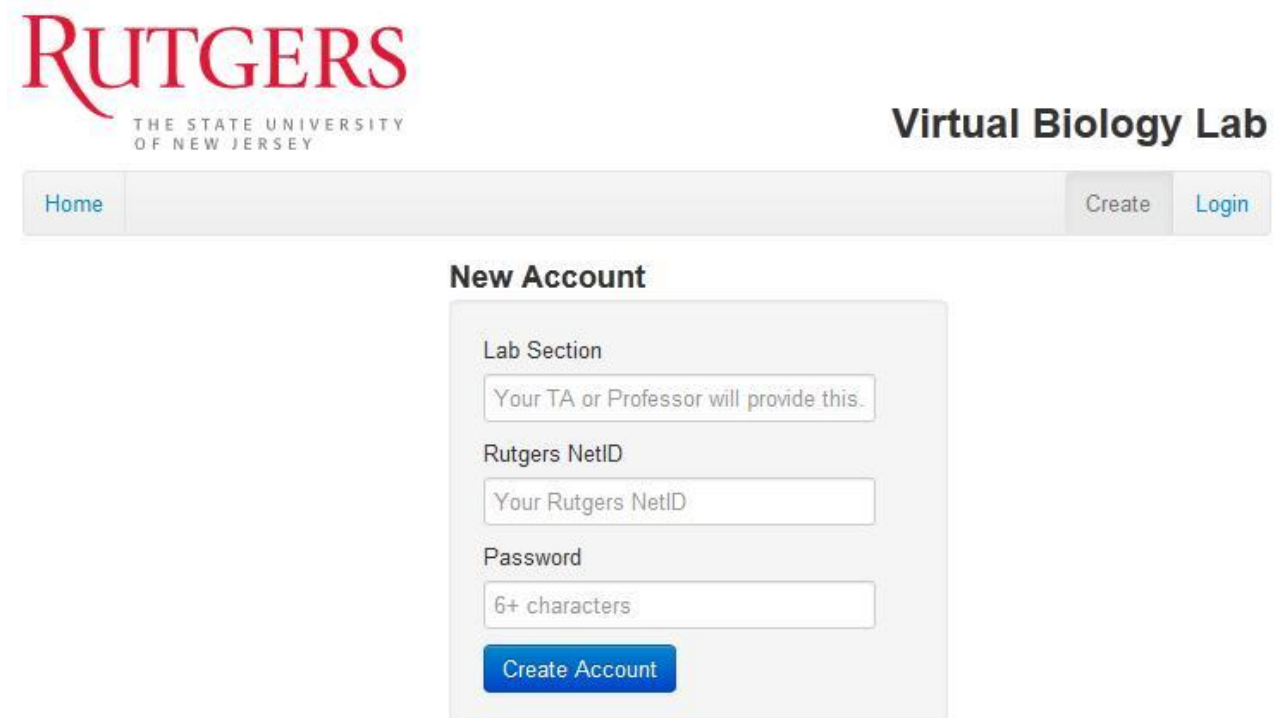 RUTGERS
THE STATE UNIVERSITY
OF NEW JERSEY
Virtual Biology Lab
Home
Create
Login
New Account
Lab Section
Your TA or Professor will provide this.
Rutgers NetID
Your Rutgers NetID
Password
6+ characters
Create Account